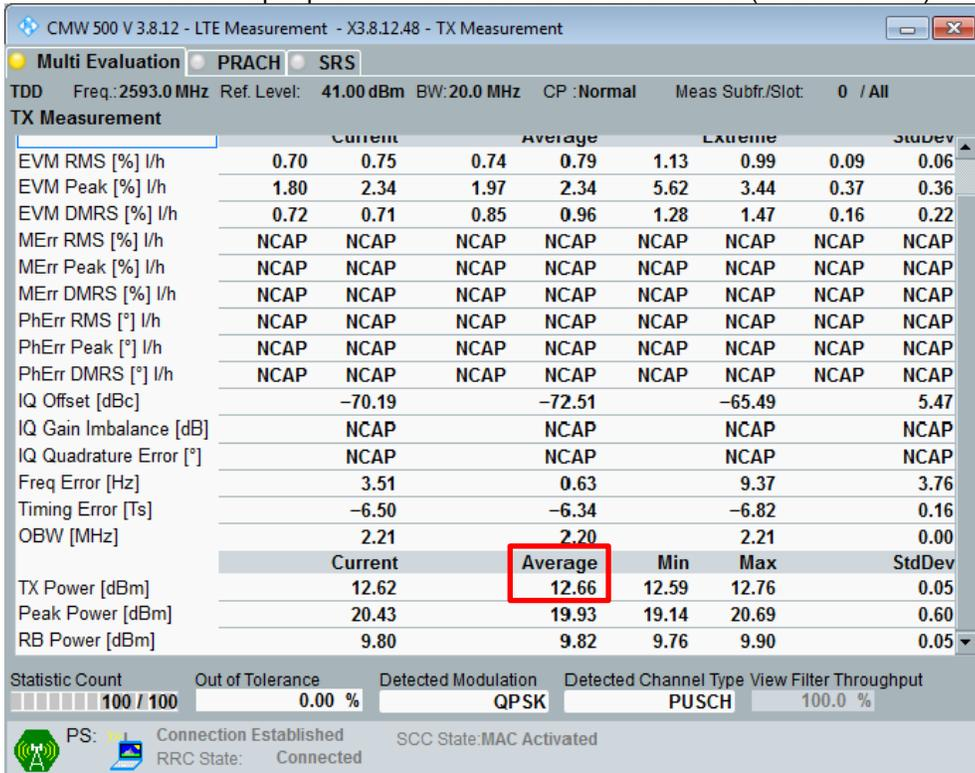 CMW 500 V 3.8.12 - LTE Measurement - X3.8.12.48 - TX Measurement
Multi Evaluation PRACH SRS
TDD Freq.: 2593.0 MHz Ref. Level: 41.00 dBm BW: 20.0 MHz CP : Normal Meas Subfr./Slot: 0 / All
TX Measurement
Current Average Extreme StdDev
EVM RMS [%] l/h 0.70 0.75 0.74 0.79 1.13 0.99 0.09 0.06
EVM Peak [%] l/h 1.80 2.34 1.97 2.34 5.62 3.44 0.37 0.36
EVM DMRS [%] l/h 0.72 0.71 0.85 0.96 1.28 1.47 0.16 0.22
MErr RMS [%] l/h NCAP NCAP NCAP NCAP NCAP NCAP NCAP NCAP
MErr Peak [%] l/h NCAP NCAP NCAP NCAP NCAP NCAP NCAP NCAP
MErr DMRS [%] l/h NCAP NCAP NCAP NCAP NCAP NCAP NCAP NCAP
PhErr RMS [°] l/h NCAP NCAP NCAP NCAP NCAP NCAP NCAP NCAP
PhErr Peak [°] l/h NCAP NCAP NCAP NCAP NCAP NCAP NCAP NCAP
PhErr DMRS [°] l/h NCAP NCAP NCAP NCAP NCAP NCAP NCAP NCAP
IQ Offset [dBc] −70.19 −72.51 −65.49 5.47
IQ Gain Imbalance [dB] NCAP NCAP NCAP NCAP
IQ Quadrature Error [°] NCAP NCAP NCAP NCAP
Freq Error [Hz] 3.51 0.63 9.37 3.76
Timing Error [Ts] −6.50 −6.34 −6.82 0.16
OBW [MHz] 2.21 2.20 2.21 0.00
Current Average Min Max StdDev
TX Power [dBm] 12.62 12.66 12.59 12.76 0.05
Peak Power [dBm] 20.43 19.93 19.14 20.69 0.60
RB Power [dBm] 9.80 9.82 9.76 9.90 0.05
Statistic Count Out of Tolerance Detected Modulation Detected Channel Type View Filter Throughput
100 / 100 0.00 % QPSK PUSCH 100.0 %
PS: Connection Established SCC State: MAC Activated
RRC State: Connected